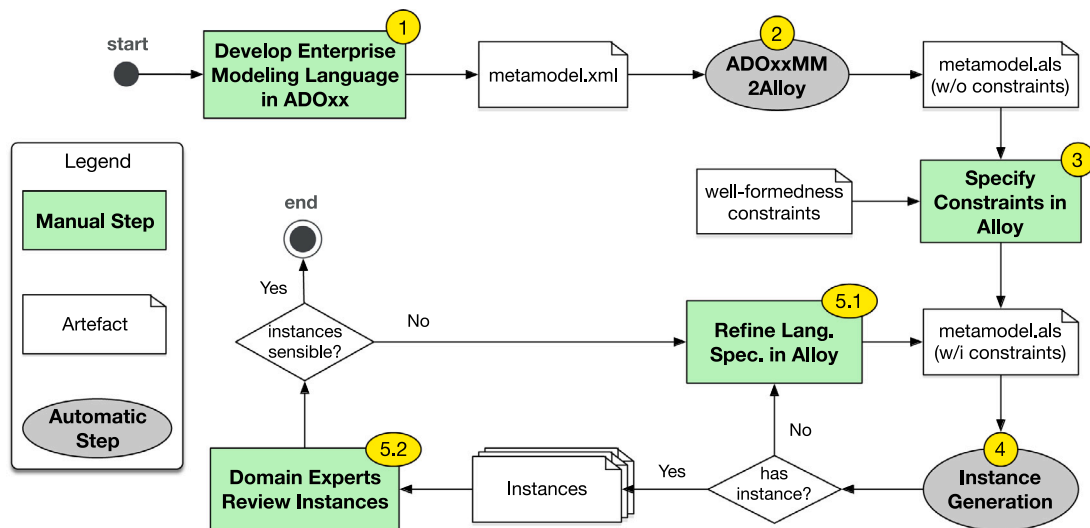 start
1
Develop Enterprise
Modeling Language
in ADOxx
metamodel.xml
2
ADOxxMM
2Alloy
metamodel.als
(w/o constraints)
Legend
Manual Step
Artefact
Automatic
Step
well-formedness
constraints
3
Specify
Constraints in
Alloy
end
Yes
instances
sensible?
No
5.1
Refine Lang.
Spec. in Alloy
metamodel.als
(w/i constraints)
No
5.2
Domain Experts
Review Instances
Instances
Yes
has
instance?
4
Instance
Generation